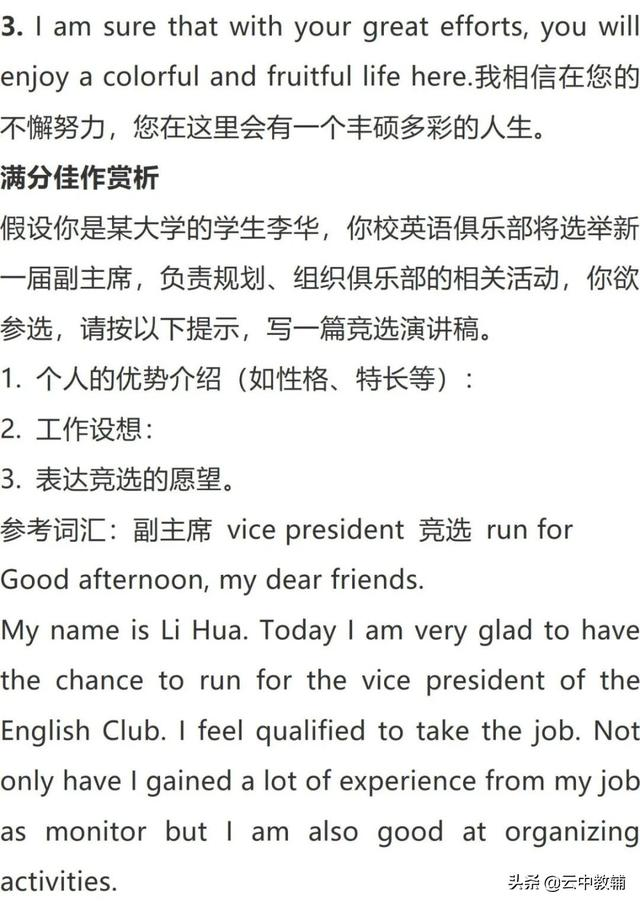 3. I am sure that with your great efforts, you will
enjoy a colorful and fruitful life here.我相信在您的
不懈努力，您在这里会有一个丰硕多彩的人生。
满分佳作赏析
假设你是某大学的学生李华，你校英语俱乐部将选举新
一届副主席，负责规划、组织俱乐部的相关活动，你欲
参选，请按以下提示，写一篇竞选演讲稿。
1. 个人的优势介绍（如性格、特长等）：
2. 工作设想：
3. 表达竞选的愿望。
参考词汇：副主席 vice president 竞选 run for
Good afternoon, my dear friends.
My name is Li Hua. Today I am very glad to have
the chance to run for the vice president of the
English Club. I feel qualified to take the job. Not
only have I gained a lot of experience from my job
as monitor but I am also good at organizing
activities.
头条 @云中教辅